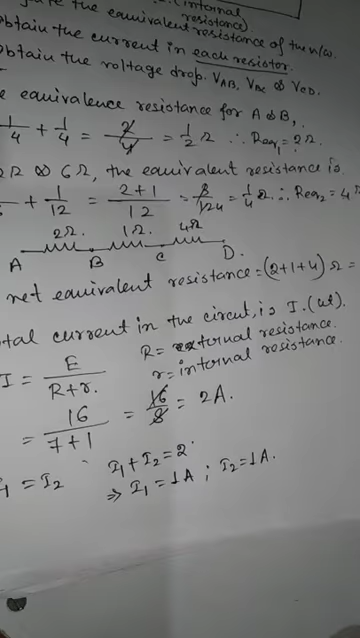 the equivalent resistance of the n/w.
(internal
resistance).
obtain the current in each resistor.
Obtain the voltage drop. VAB, VBC & VCD.
equivalence resistance for A & B,
1/4 + 1/4 = 2/4 = 1/2 Ω ∴ Req1 = 2Ω.
2Ω & 6Ω, the equivalent resistance is
+ 1/12 = 2+1/12 = 3/12 4 = 1/4 Ω. ∴ Req2 = 4Ω
2Ω. 1Ω. 4Ω
A B C D.
net equivalent resistance = (2+1+4) Ω =
total current in the circuit, is I. (let).
I = E/R+r. R = external resistance.
r = internal resistance.
= 16/7+1 = 16/8 = 2A.
I1 + I2 = 2
= I2 ⇒ I1 = 1A ; I2 = 1A.